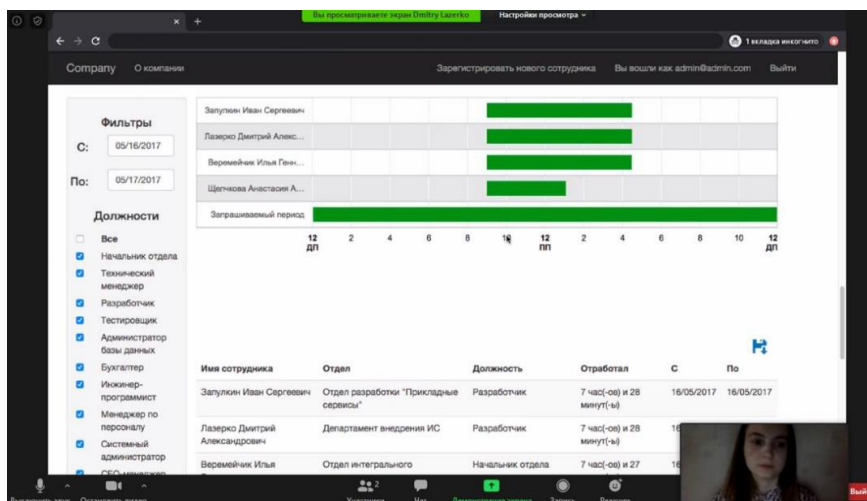 Вы просматриваете экран Dmitry Lazerko
Настройки просмотра
1 вкладка инкогнито
Company
О компании
Зарегистрировать нового сотрудника
Вы вошли как admin@admin.com
Выйти
Фильтры
С:
05/16/2017
По:
05/17/2017
Должности
Все
Начальник отдела
Технический
менеджер
Разработчик
Тестировщик
Администратор
базы данных
Бухгалтер
Инжинер-
программист
Менеджер по
персоналу
Системный
администратор
CEO-менеджер
Запулкин Иван Сергеевич
Лазерко Дмитрий Алекс...
Веремейчик Илья Генн...
Щепчкова Анастасия А...
Запрашиваемый период
12 2 4 6 8 10 12 2 4 6 8 10 12
ДП ПП ДП
Имя сотрудника Отдел Должность Отработал С По
Запулкин Иван Сергеевич Отдел разработки "Прикладные Разработчик 7 час(-ов) и 28 16/05/2017 16/05/2017
сервисы" минут(-ы)
Лазерко Дмитрий Департамент внедрения ИС Разработчик 7 час(-ов) и 28 16
Александрович минут(-ы)
Веремейчик Илья Отдел интегрального Начальник отдела 7 час(-ов) и 27 16
2